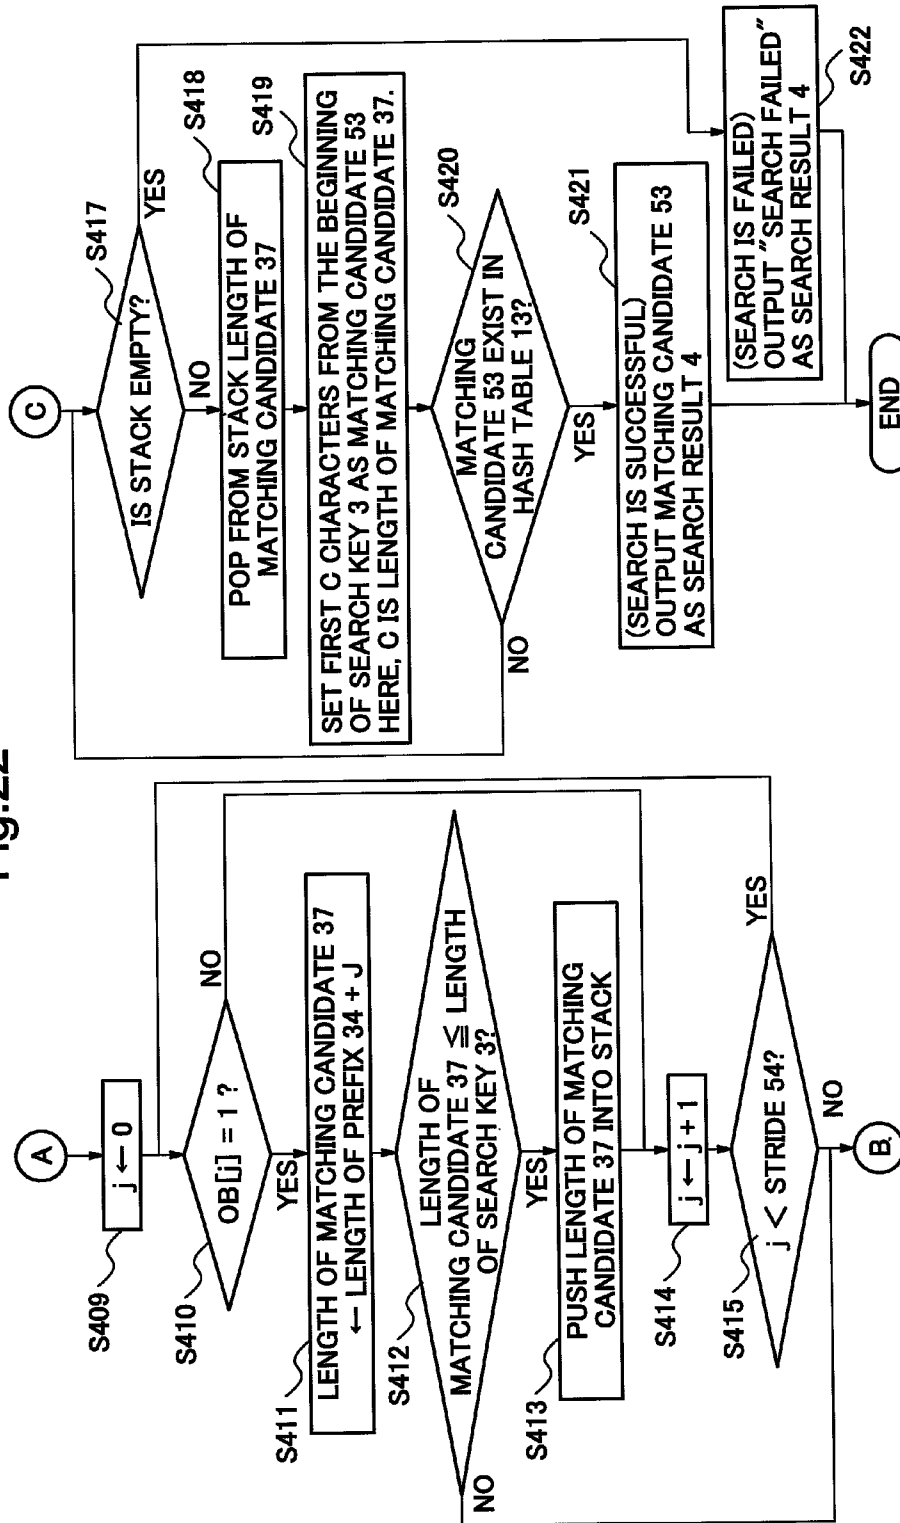 Fig.22
A
S409
j ← 0
S410
OB[j] = 1 ?
NO
YES
S411
LENGTH OF MATCHING CANDIDATE 37
← LENGTH OF PREFIX 34 + J
S412
LENGTH OF
MATCHING CANDIDATE 37 ≦ LENGTH
OF SEARCH KEY 3?
NO
YES
S413
PUSH LENGTH OF MATCHING
CANDIDATE 37 INTO STACK
S414
j ← j + 1
S415
j < STRIDE 54?
YES
NO
B
C
S417
IS STACK EMPTY?
YES
NO
S418
POP FROM STACK LENGTH OF
MATCHING CANDIDATE 37
S419
SET FIRST C CHARACTERS FROM THE BEGINNING
OF SEARCH KEY 3 AS MATCHING CANDIDATE 53
HERE, C IS LENGTH OF MATCHING CANDIDATE 37.
S420
MATCHING
CANDIDATE 53 EXIST IN
HASH TABLE 13?
NO
YES
S421
(SEARCH IS SUCCESSFUL)
OUTPUT MATCHING CANDIDATE 53
AS SEARCH RESULT 4
(SEARCH IS FAILED)
OUTPUT "SEARCH FAILED"
AS SEARCH RESULT 4
S422
END